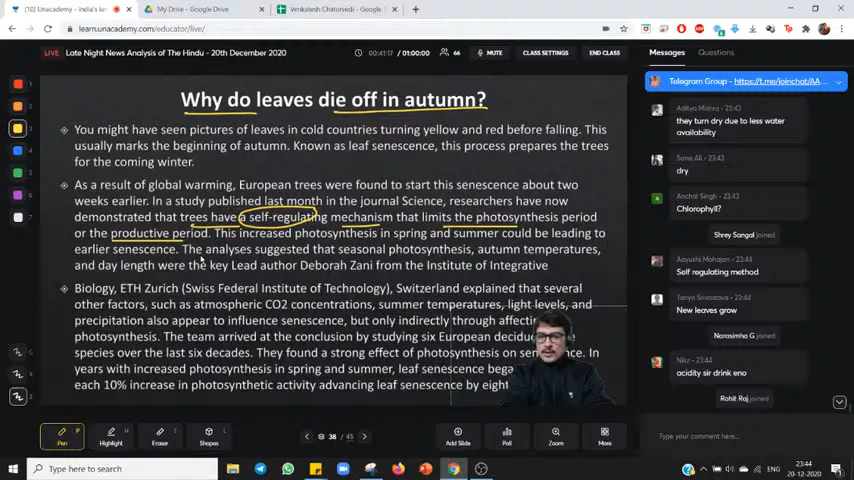 (10) Unacademy - India's le
My Drive - Google Drive
Venkatesh Chaturvedi - Google
learn.unacademy.com/educator/live/
LIVE
Late Night News Analysis of The Hindu - 20th December 2020
00:41:17 / 01:00:00
66
MUTE
CLASS SETTINGS
END CLASS
Messages
Questions
Telegram Group - https://t.me/joinchat/AA...
1
2
3
4
5
6
7
C
X
Z
Why do leaves die off in autumn?
You might have seen pictures of leaves in cold countries turning yellow and red before falling. This
usually marks the beginning of autumn. Known as leaf senescence, this process prepares the trees
for the coming winter.
As a result of global warming, European trees were found to start this senescence about two
weeks earlier. In a study published last month in the journal Science, researchers have now
demonstrated that trees have a self-regulating mechanism that limits the photosynthesis period
or the productive period. This increased photosynthesis in spring and summer could be leading to
earlier senescence. The analyses suggested that seasonal photosynthesis, autumn temperatures,
and day length were the key Lead author Deborah Zani from the Institute of Integrative
Biology, ETH Zurich (Swiss Federal Institute of Technology), Switzerland explained that several
other factors, such as atmospheric CO2 concentrations, summer temperatures, light levels, and
precipitation also appear to influence senescence, but only indirectly through affecting
photosynthesis. The team arrived at the conclusion by studying six European deciduous
species over the last six decades. They found a strong effect of photosynthesis on In
years with increased photosynthesis in spring and summer, leaf senescence began
each 10% increase in photosynthetic activity advancing leaf senescence by eight
Aditya Mishra 23:43
they turn dry due to less water
availability
Sana Ali 23:43
dry
Anchal Singh 23:43
Chlorophyll?
Shrey Sangal joined
Aayushi Mahajan 23:44
Self regulating method
Tanya Srivastava 23:44
New leaves grow
Narasimha G joined
Nikz 23:44
acidity sir drink eno
Rohit Raj joined
Type your comment here...
Pen
P
Highlight
H
Eraser
E
Shapes
L
38 / 45
Add Slide
Poll
Zoom
More
Type here to search
ENG
23:44
20-12-2020